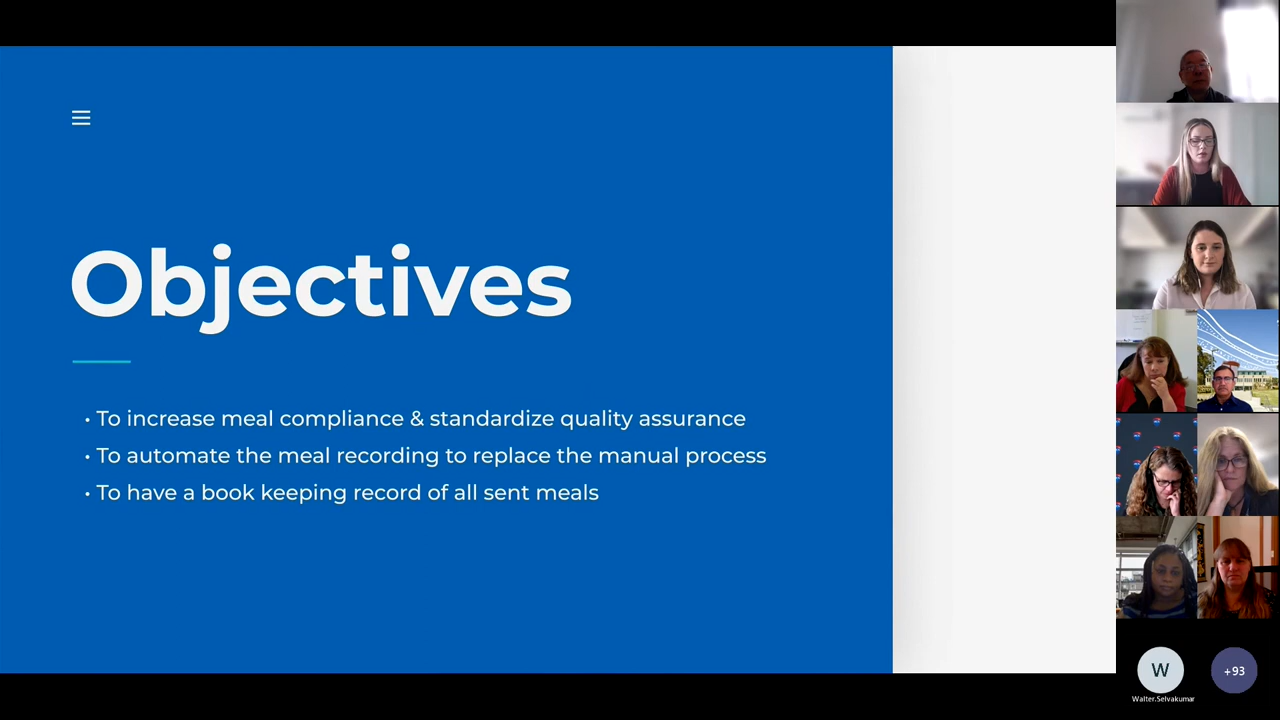 Objectives
• To increase meal compliance & standardize quality assurance
• To automate the meal recording to replace the manual process
• To have a book keeping record of all sent meals
W
+93
Walter.Selvakumar